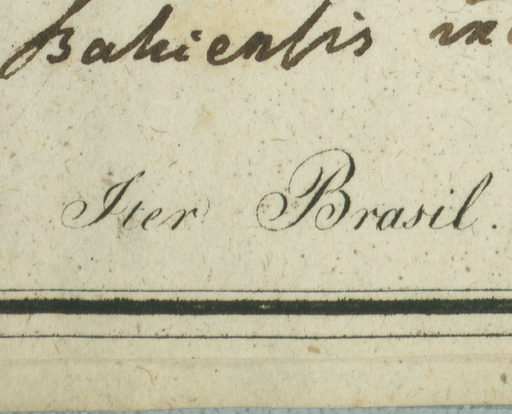 Bahiensis in
Iter Brasil.